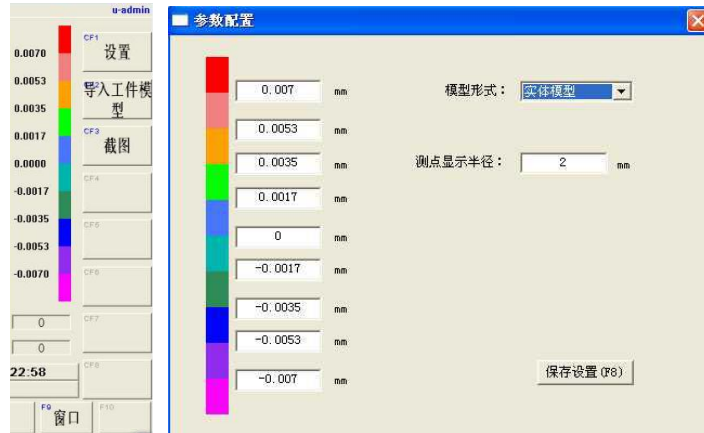 u-admin
CF1
设置
CF2
导入工件模
型
CF3
截图
CF4
CF5
CF6
CF7
CF8
0.0070
0.0053
0.0035
0.0017
0.0000
-0.0017
-0.0035
-0.0053
-0.0070
0
0
22:58
F9
窗口
F10
参数配置
0.007 mm
0.0053 mm
0.0035 mm
0.0017 mm
0 mm
-0.0017 mm
-0.0035 mm
-0.0053 mm
-0.007 mm
模型形式： 实体模型
测点显示半径： 2 mm
保存设置(F8)